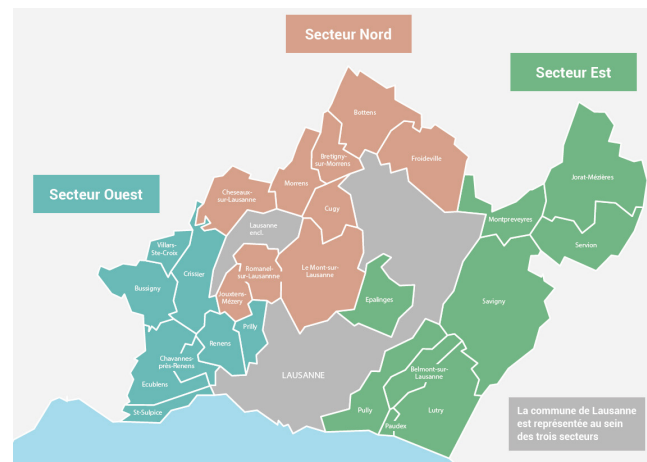 Secteur Nord
Secteur Est
Secteur Ouest
Bottens
Bretigny-
sur-Morrens
Froideville
Jorat-Mézières
Morrens
Cheseaux-
sur-Lausanne
Cugy
Montpreveyres
Lausanne
encl.
Servion
Villars-
Ste-Croix
Crissier
Romanel-
sur-Lausannne
Le Mont-sur-
Lausanne
Bussigny
Jouxtens-
Mézery
Epalinges
Savigny
Prilly
Renens
Chavannes-
près-Renens
LAUSANNE
Belmont-sur-
Lausanne
Ecublens
St-Sulpice
Pully
Lutry
Paudex
La commune de Lausanne
est représentée au sein
des trois secteurs